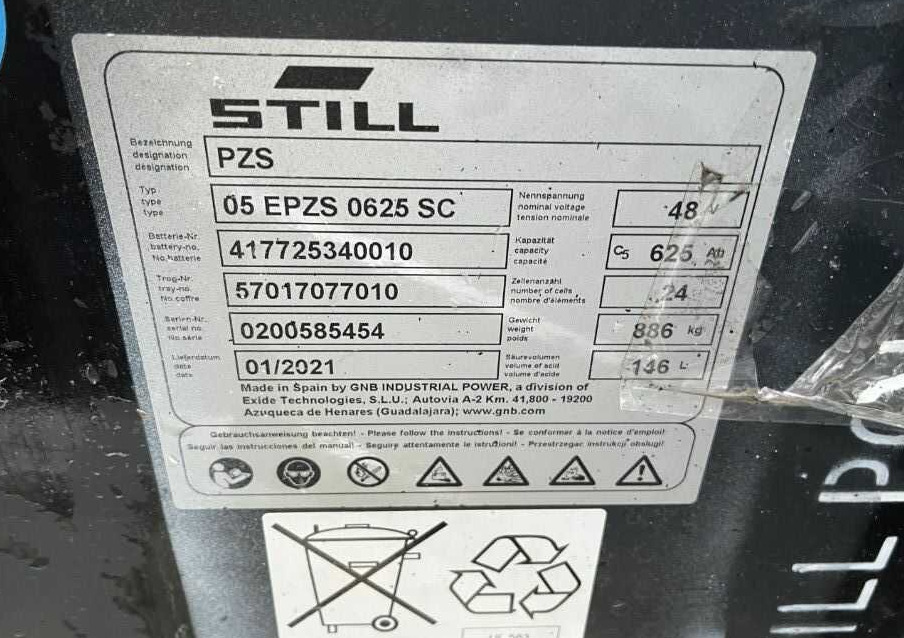 STILL
Bezeichnung
designation
désignation
PZS
Typ
type
type
05 EPZS 0625 SC
Nennspannung
nominal voltage
tension nominale
48 V
Batterie-Nr.
battery-no.
No.batterie
417725340010
Kapazität
capacity
capacité
C5 625 Ah
Trog-Nr.
tray-no.
No.coffre
57017077010
Zellenanzahl
number of cells
nombre d'éléments
24
Serien-Nr.
serial no.
No.série
0200585454
Gewicht
weight
poids
886 kg
Lieferdatum
date
date
01/2021
Säurevolumen
volume of acid
volume d'acide
146 L
Made in Spain by GNB INDUSTRIAL POWER, a division of
Exide Technologies, S.L.U.; Autovia A-2 Km. 41,800 - 19200
Azuqueca de Henares (Guadalajara); www.gnb.com
Gebrauchsanweisung beachten! - Please follow the instructions! - Se conformer à la notice d'emploi!
Seguir las instrucciones del manual! - Seguire attentamente le istruzioni! - Przestrzegać instrukcji obsługi!
ILL PO